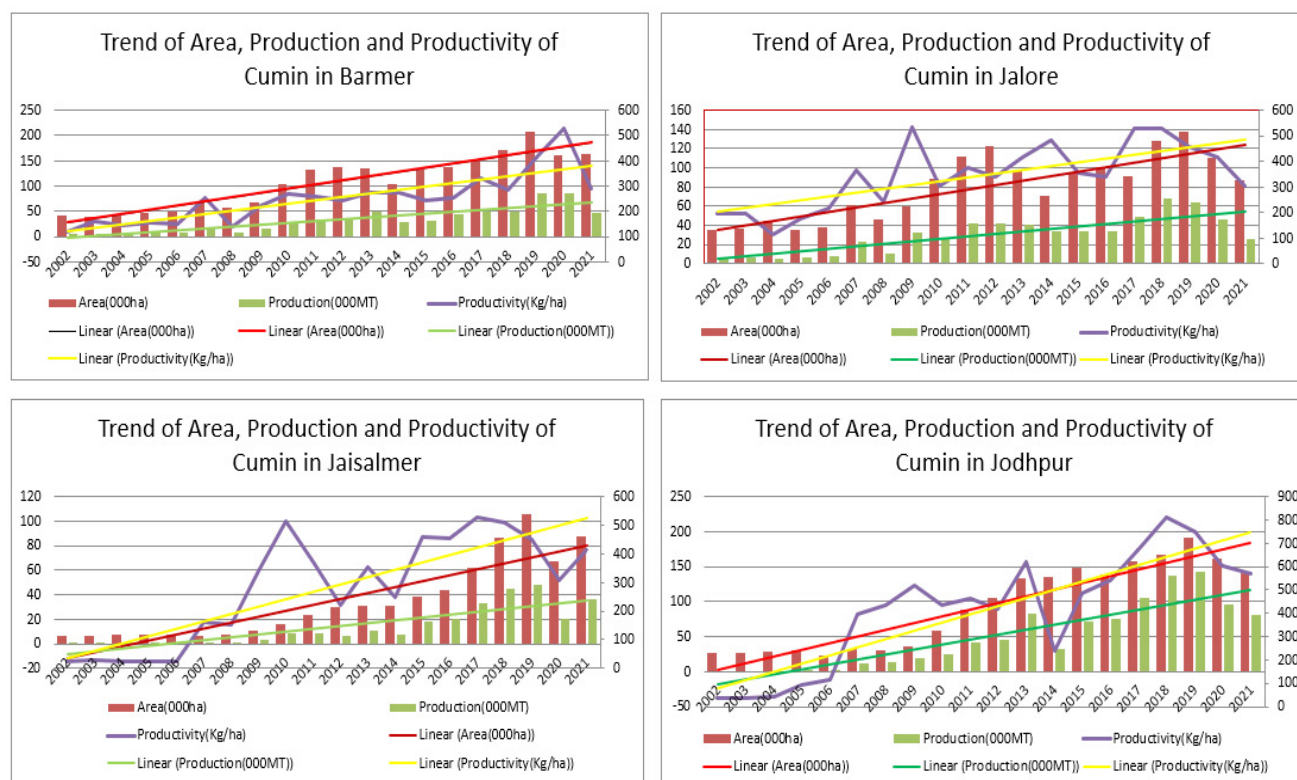 Trend of Area, Production and Productivity of
Cumin in Barmer
250
200
150
100
50
0
-50
600
500
400
300
200
100
0
2002 2003 2004 2005 2006 2007 2008 2009 2010 2011 2012 2013 2014 2015 2016 2017 2018 2019 2020 2021
Area(000ha) Production(000MT) Productivity(Kg/ha)
Linear (Area(000ha)) Linear (Area(000ha)) Linear (Production(000MT))
Linear (Productivity(Kg/ha))
Trend of Area, Production and Productivity of
Cumin in Jalore
160
140
120
100
80
60
40
20
0
600
500
400
300
200
100
0
2002 2003 2004 2005 2006 2007 2008 2009 2010 2011 2012 2013 2014 2015 2016 2017 2018 2019 2020 2021
Area(000ha) Production(000MT) Productivity(Kg/ha)
Linear (Area(000ha)) Linear (Production(000MT)) Linear (Productivity(Kg/ha))
Trend of Area, Production and Productivity of
Cumin in Jaisalmer
120
100
80
60
40
20
0
-20
600
500
400
300
200
100
0
2002 2003 2004 2005 2006 2007 2008 2009 2010 2011 2012 2013 2014 2015 2016 2017 2018 2019 2020 2021
Area(000ha) Production(000MT)
Productivity(Kg/ha) Linear (Area(000ha))
Linear (Production(000MT)) Linear (Productivity(Kg/ha))
Trend of Area, Production and Productivity of
Cumin in Jodhpur
250
200
150
100
50
0
-50
900
800
700
600
500
400
300
200
100
0
2002 2003 2004 2005 2006 2007 2008 2009 2010 2011 2012 2013 2014 2015 2016 2017 2018 2019 2020 2021
Area(000ha) Production(000MT) Productivity(Kg/ha)
Linear (Area(000ha)) Linear (Production(000MT)) Linear (Productivity(Kg/ha))